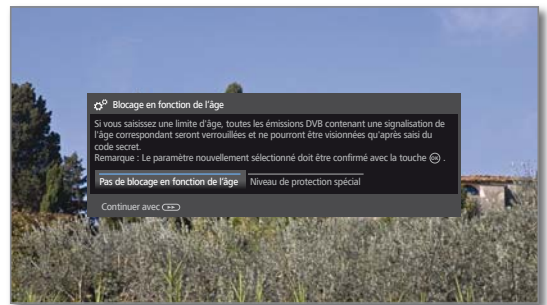 Blocage en fonction de l'âge
Si vous saisissez une limite d'âge, toutes les émissions DVB contenant une signalisation de
l'âge correspondant seront verrouillées et ne pourront être visionnées qu'après saisi du
code secret.
Remarque : Le paramètre nouvellement sélectionné doit être confirmé avec la touche OK .
Pas de blocage en fonction de l'âge Niveau de protection spécial
Continuer avec